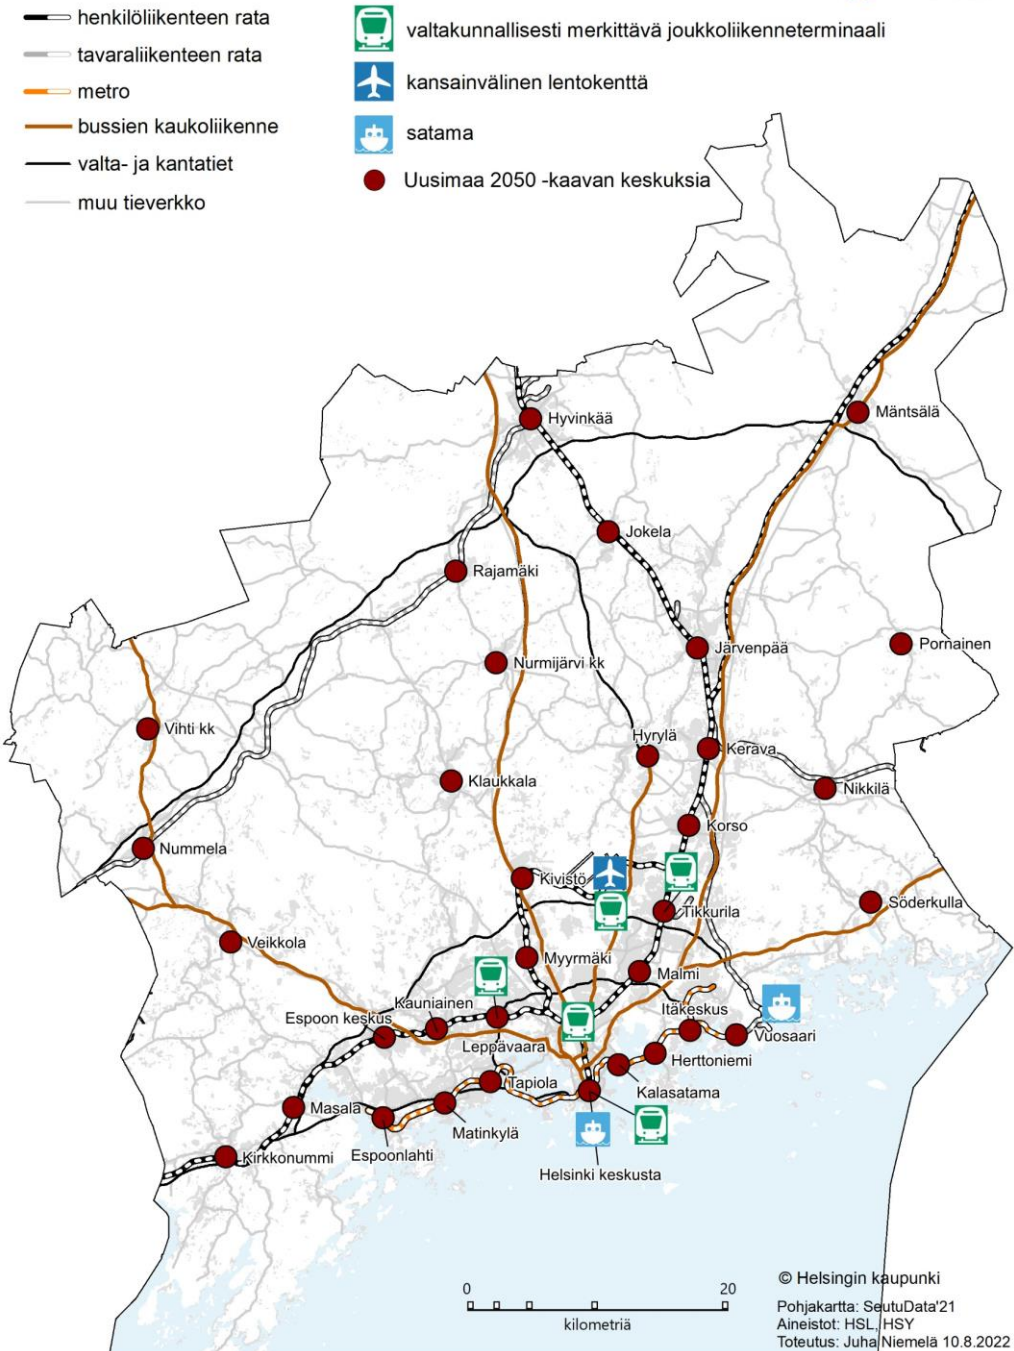 henkilöliikenteen rata
tavaraliikenteen rata
metro
bussien kaukoliikenne
valta- ja kantatiet
muu tieverkko
valtakunnallisesti merkittävä joukkoliikenneterminaali
kansainvälinen lentokenttä
satama
Uusimaa 2050 -kaavan keskuksia
Hyvinkää
Mäntsälä
Jokela
Rajamäki
Järvenpää
Pornainen
Nurmijärvi kk
Vihti kk
Hyrylä
Kerava
Klaukkala
Nikkilä
Korso
Nummela
Kivistö
Tikkurila
Söderkulla
Veikkola
Myyrmäki
Malmi
Kauniainen
Espoon keskus
Itäkeskus
Vuosaari
Leppävaara
Herttoniemi
Tapiola
Kalasatama
Masala
Matinkylä
Espoonlahti
Kirkkonummi
Helsinki keskusta
0 20
kilometriä
© Helsingin kaupunki
Pohjakartta: SeutuData'21
Aineistot: HSL, HSY
Toteutus: Juha Niemelä 10.8.2022